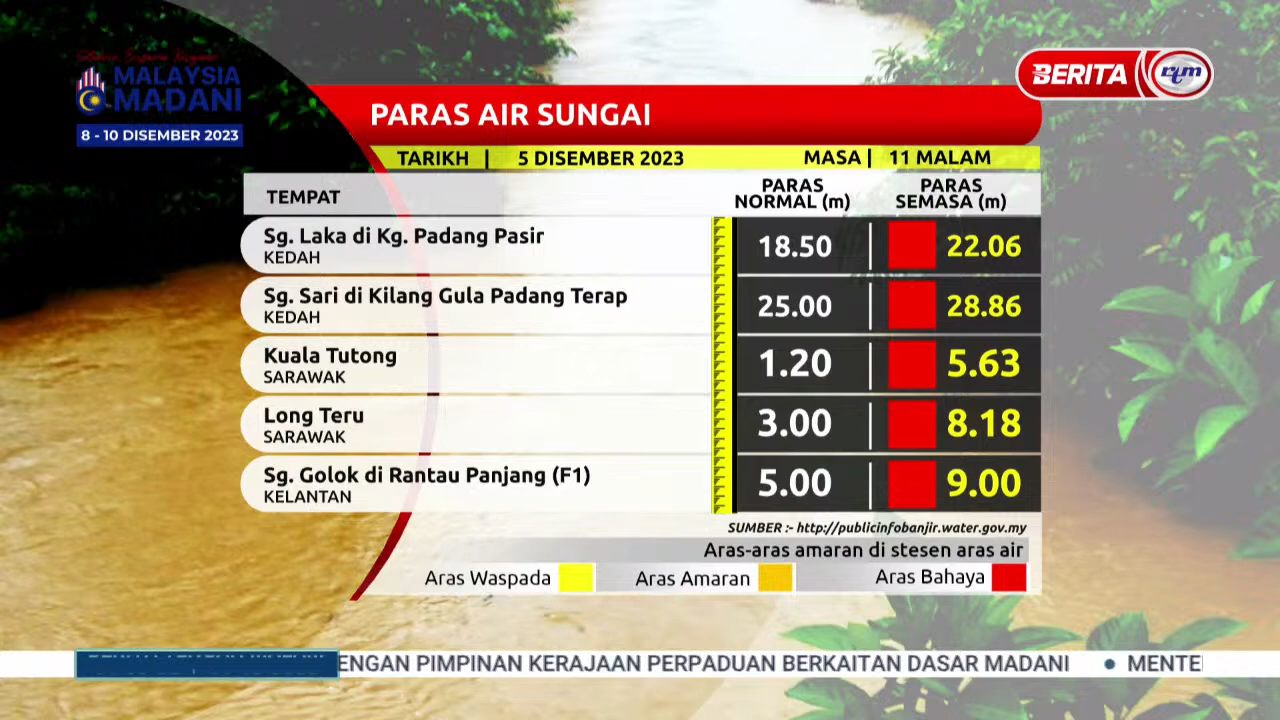 MALAYSIA
MADANI
8 - 10 DISEMBER 2023
BERITA rtm
PARAS AIR SUNGAI
TARIKH | 5 DISEMBER 2023 MASA | 11 MALAM
TEMPAT
PARAS
NORMAL (m)
PARAS
SEMASA (m)
Sg. Laka di Kg. Padang Pasir
KEDAH
18.50 22.06
Sg. Sari di Kilang Gula Padang Terap
KEDAH
25.00 28.86
Kuala Tutong
SARAWAK
1.20 5.63
Long Teru
SARAWAK
3.00 8.18
Sg. Golok di Rantau Panjang (F1)
KELANTAN
5.00 9.00
SUMBER :- http://publicinfobanjir.water.gov.my
Aras-aras amaran di stesen aras air
Aras Waspada Aras Amaran Aras Bahaya
ENGAN PIMPINAN KERAJAAN PERPADUAN BERKAITAN DASAR MADANI • MENTE